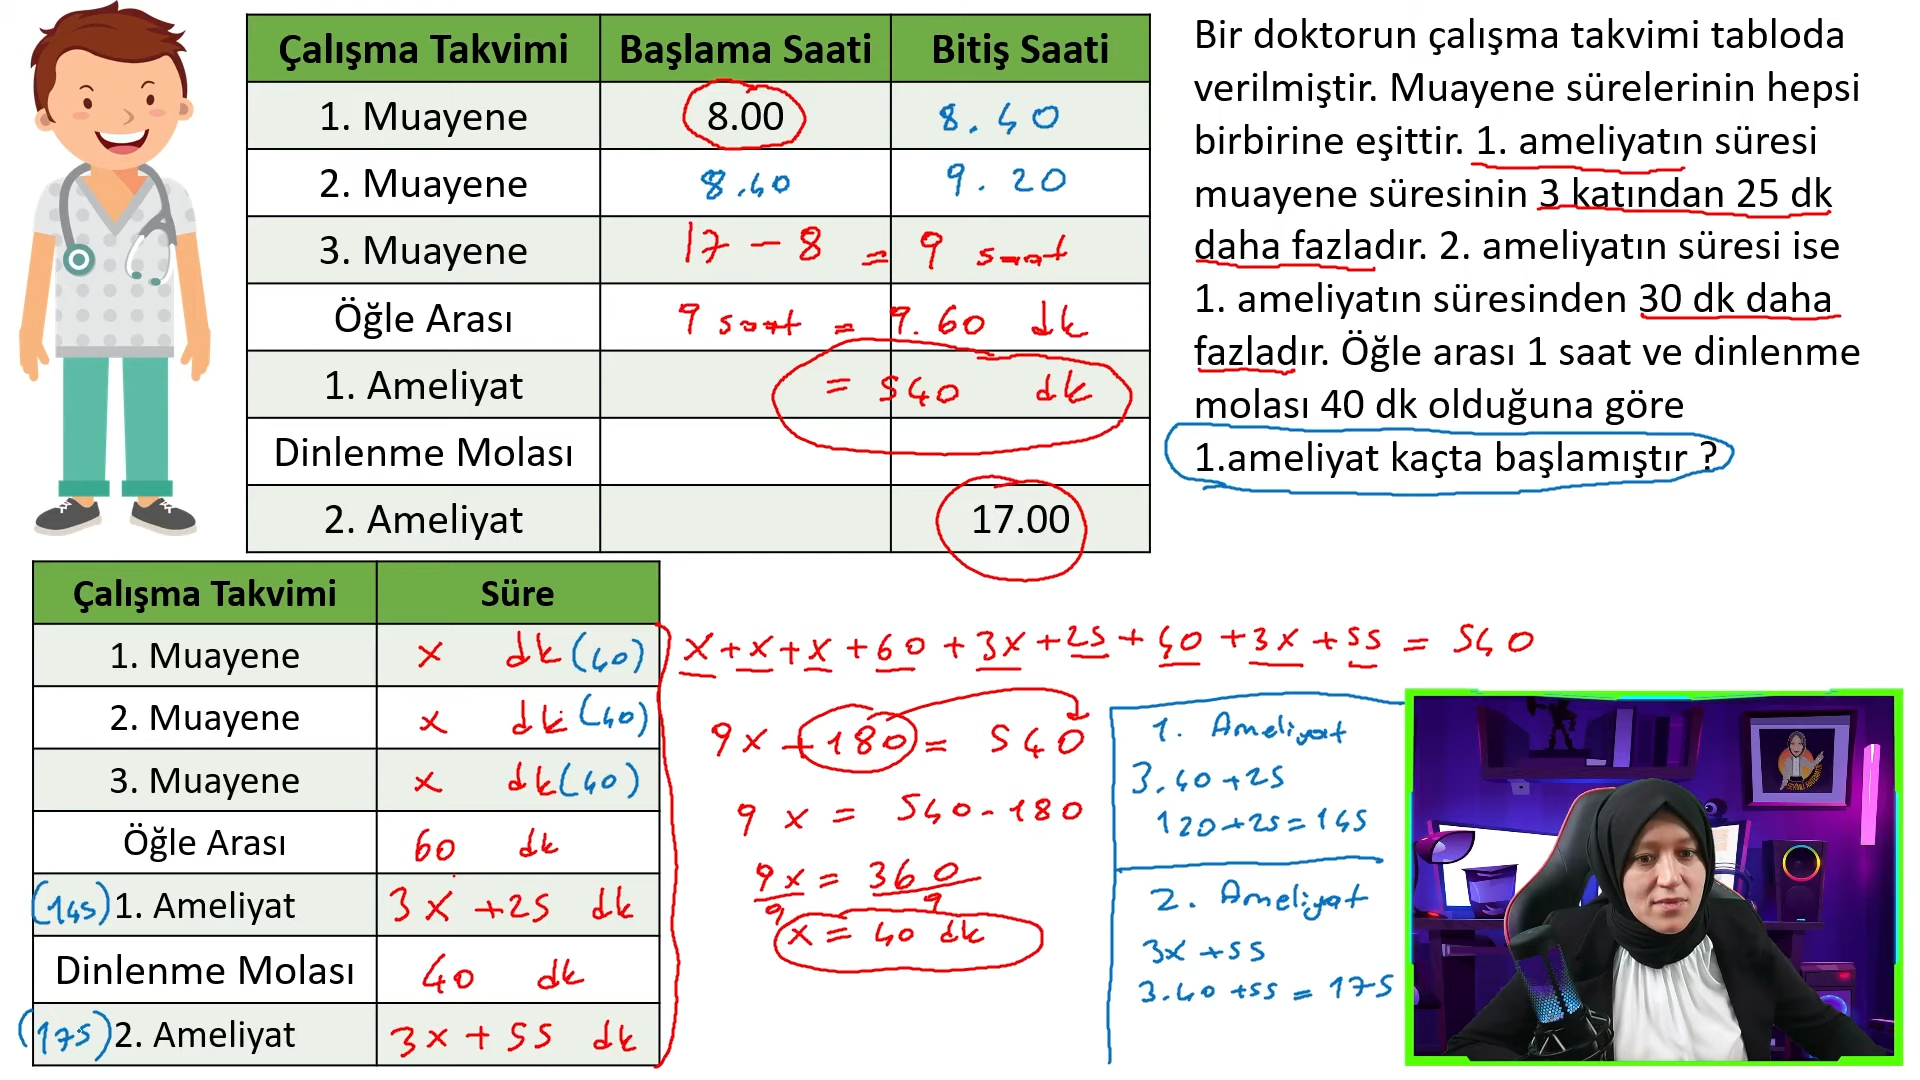 Çalışma Takvimi Başlama Saati Bitiş Saati
1. Muayene 8.00 8.40
2. Muayene 8.40 9.20
3. Muayene 17 - 8 = 9 saat
Öğle Arası 9 saat = 9.60 dk
1. Ameliyat = 540 dk
Dinlenme Molası
2. Ameliyat 17.00
Bir doktorun çalışma takvimi tabloda
verilmiştir. Muayene sürelerinin hepsi
birbirine eşittir. 1. ameliyatın süresi
muayene süresinin 3 katından 25 dk
daha fazladır. 2. ameliyatın süresi ise
1. ameliyatın süresinden 30 dk daha
fazladır. Öğle arası 1 saat ve dinlenme
molası 40 dk olduğuna göre
1.ameliyat kaçta başlamıştır ?
Çalışma Takvimi Süre
1. Muayene x dk (40)
2. Muayene x dk (40)
3. Muayene x dk (40)
Öğle Arası 60 dk
(145) 1. Ameliyat 3x + 25 dk
Dinlenme Molası 40 dk
(175) 2. Ameliyat 3x + 55 dk
x + x + x + 60 + 3x + 25 + 40 + 3x + 55 = 540
9x + 180 = 540
9x = 540 - 180
9x = 360
9 9
x = 40 dk
1. Ameliyat
3.40 + 25
120 + 25 = 145
2. Ameliyat
3x + 55
3.40 + 55 = 175